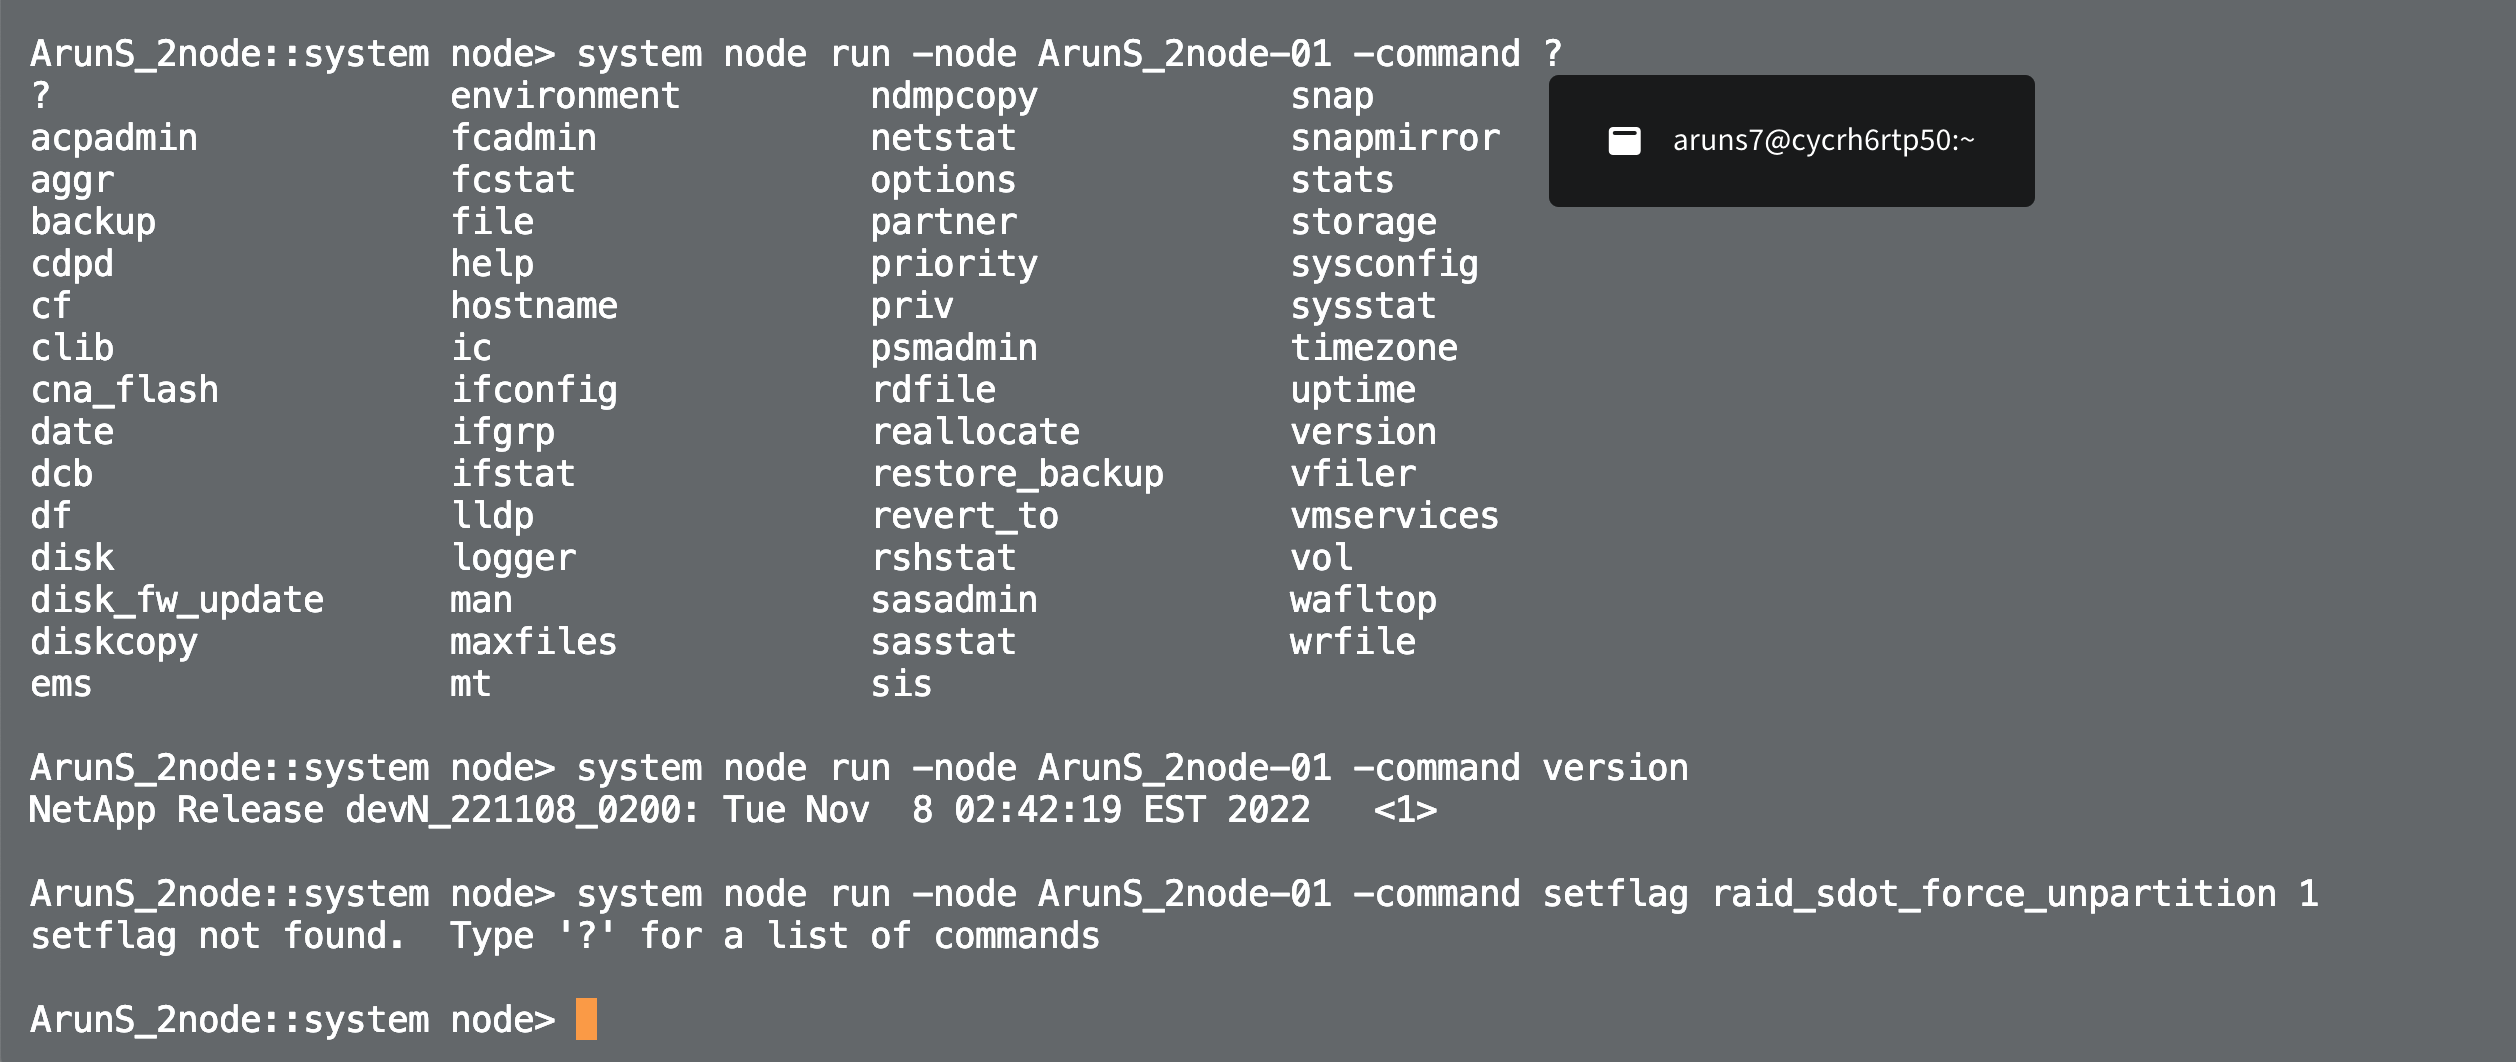 ArunS_2node::system node> system node run -node ArunS_2node-01 -command ?
? environment ndmpcopy snap
acpadmin fcadmin netstat snapmirror
aruns7@cycrh6rtp50:~
aggr fcstat options stats
backup file partner storage
cdpd help priority sysconfig
cf hostname priv sysstat
clib ic psmadmin timezone
cna_flash ifconfig rdfile uptime
date ifgrp reallocate version
dcb ifstat restore_backup vfiler
df lldp revert_to vmservices
disk logger rshstat vol
disk_fw_update man sasadmin wafltop
diskcopy maxfiles sasstat wrfile
ems mt sis
ArunS_2node::system node> system node run -node ArunS_2node-01 -command version
NetApp Release devN_221108_0200: Tue Nov  8 02:42:19 EST 2022   <1>
ArunS_2node::system node> system node run -node ArunS_2node-01 -command setflag raid_sdot_force_unpartition 1
setflag not found.  Type '?' for a list of commands
ArunS_2node::system node>